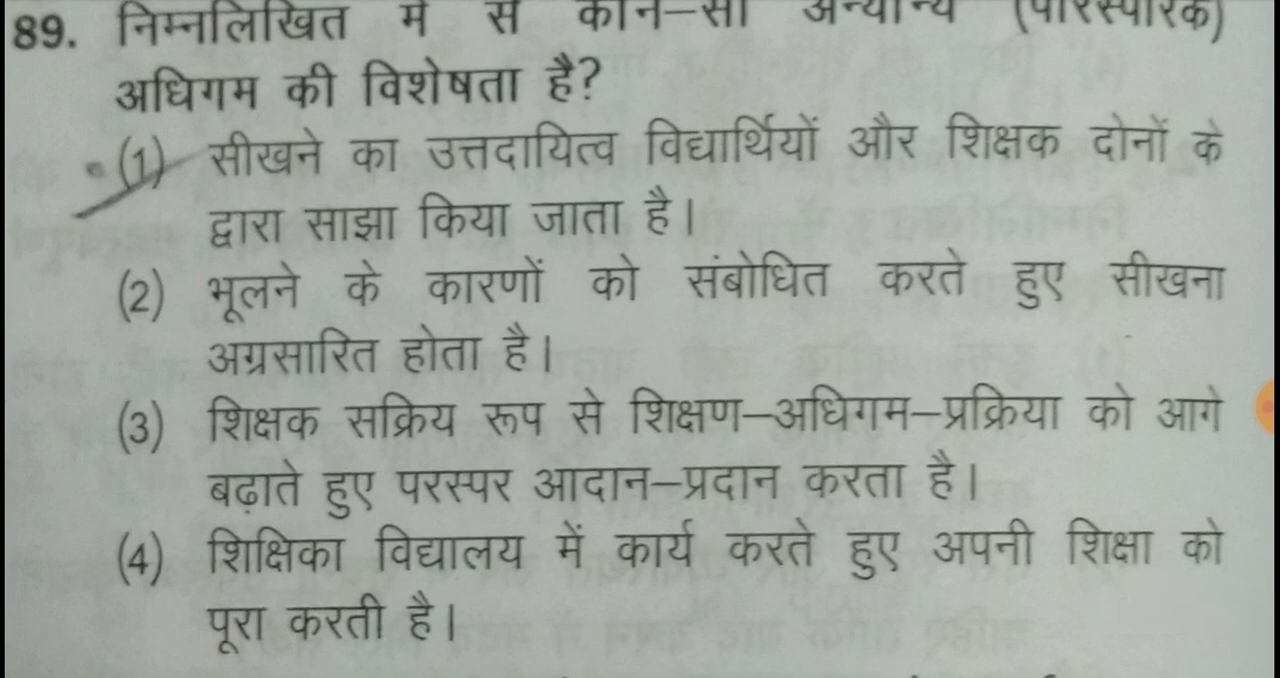 89. निम्नलिखित में से कौन–सी अन्योन्य (पारस्परिक)
अधिगम की विशेषता है?
(1) सीखने का उत्तदायित्व विद्यार्थियों और शिक्षक दोनों के
द्वारा साझा किया जाता है।
(2) भूलने के कारणों को संबोधित करते हुए सीखना
अग्रसारित होता है।
(3) शिक्षक सक्रिय रूप से शिक्षण–अधिगम–प्रक्रिया को आगे
बढ़ाते हुए परस्पर आदान–प्रदान करता है।
(4) शिक्षिका विद्यालय में कार्य करते हुए अपनी शिक्षा को
पूरा करती है।